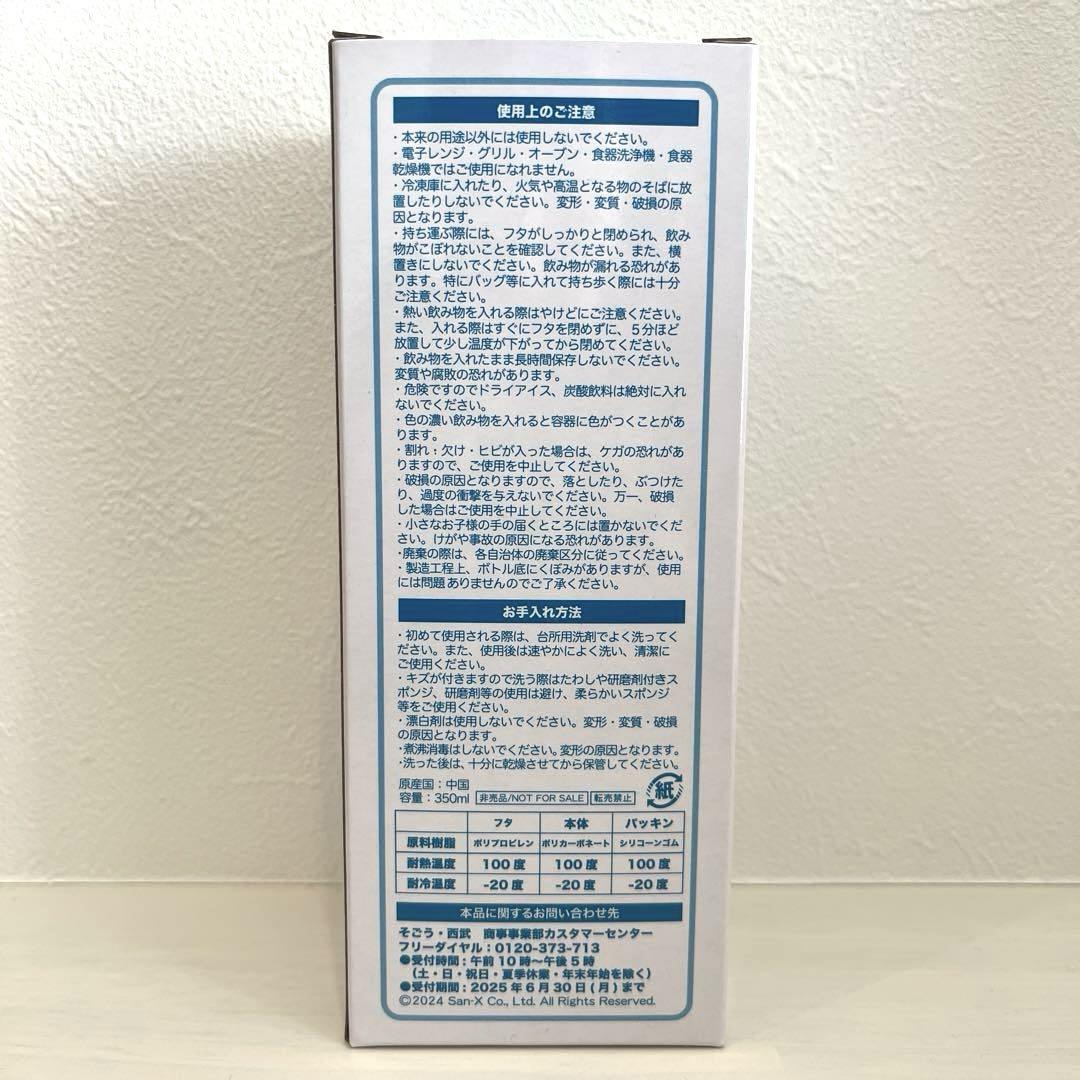 使用上のご注意
・本来の用途以外には使用しないでください。
・電子レンジ・グリル・オーブン・食器洗浄機・食器
乾燥機ではご使用になれません。
・冷凍庫に入れたり、火気や高温となる物のそばに放
置したりしないでください。変形・変質・破損の原
因となります。
・持ち運ぶ際には、フタがしっかりと閉められ、飲み
物がこぼれないことを確認してください。また、横
置きにしないでください。飲み物が漏れる恐れがあ
ります。特にバッグ等に入れて持ち歩く際には十分
ご注意ください。
・熱い飲み物を入れる際はやけどにご注意ください。
また、入れる際はすぐにフタを閉めずに、5分ほど
放置して少し温度が下がってから閉めてください。
・飲み物を入れたまま長時間保存しないでください。
変質や腐敗の恐れがあります。
・危険ですのでドライアイス、炭酸飲料は絶対に入れ
ないでください。
・色の濃い飲み物を入れると容器に色がつくことがあ
ります。
・割れ・欠け・ヒビが入った場合は、ケガの恐れがあ
りますので、ご使用を中止してください。
・破損の原因となりますので、落としたり、ぶつけた
り、過度の衝撃を与えないでください。万一、破損
した場合はご使用を中止してください。
・小さなお子様の手の届くところには置かないでくだ
さい。けがや事故の原因になる恐れがあります。
・廃棄の際は、各自治体の廃棄区分に従ってください。
・製造工程上、ボトル底にくぼみがありますが、使用
には問題ありませんのでご了承ください。
お手入れ方法
・初めて使用される際は、台所用洗剤でよく洗ってく
ださい。また、使用後は速やかによく洗い、清潔に
ご使用ください。
・キズが付きますので洗う際はたわしや研磨剤付きス
ポンジ、研磨剤等の使用は避け、柔らかいスポンジ
等をご使用ください。
・漂白剤は使用しないでください。変形・変質・破損
の原因となります。
・煮沸消毒はしないでください。変形の原因となります。
・洗った後は、十分に乾燥させてから保管してください。
原産国：中国
容量：350ml 非売品/NOT FOR SALE 転売禁止 紙
フタ 本体 パッキン
原料樹脂 ポリプロピレン ポリカーボネート シリコーンゴム
耐熱温度 100度 100度 100度
耐冷温度 -20度 -20度 -20度
本品に関するお問い合わせ先
そごう・西武 商事事業部カスタマーセンター
フリーダイヤル：0120-373-713
●受付時間：午前10時～午後5時
（土・日・祝日・夏季休業・年末年始を除く）
●受付期間：2025年6月30日(月)まで
©2024 San-X Co., Ltd. All Rights Reserved.